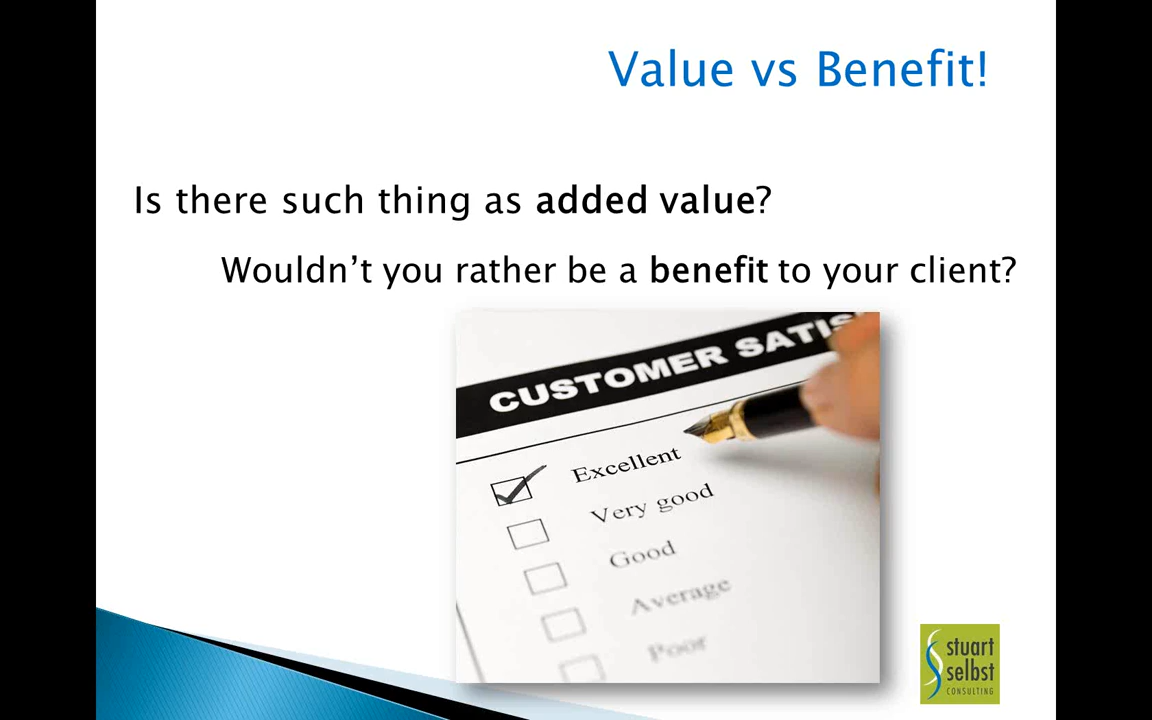 Value vs Benefit!
Is there such thing as added value?
Wouldn't you rather be a benefit to your client?
CUSTOMER SATIS
Excellent
Very good
Good
Average
Poor
stuart
selbst
CONSULTING